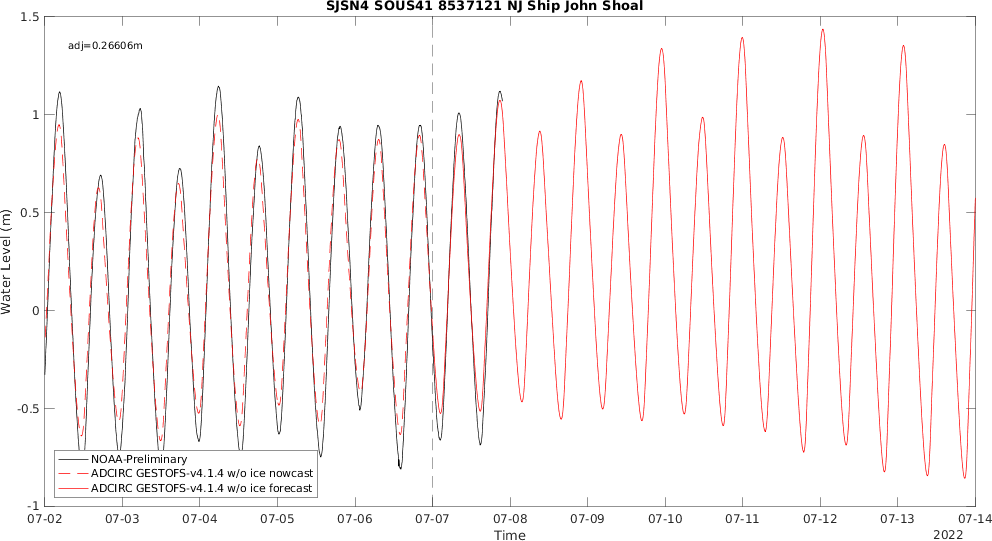 SJSN4 SOUS41 8537121 NJ Ship John Shoal
adj=0.26606m
1.5
1
0.5
0
-0.5
-1
Water Level (m)
NOAA-Preliminary
ADCIRC GESTOFS-v4.1.4 w/o ice nowcast
ADCIRC GESTOFS-v4.1.4 w/o ice forecast
07-02 07-03 07-04 07-05 07-06 07-07 07-08 07-09 07-10 07-11 07-12 07-13 07-14
Time
2022